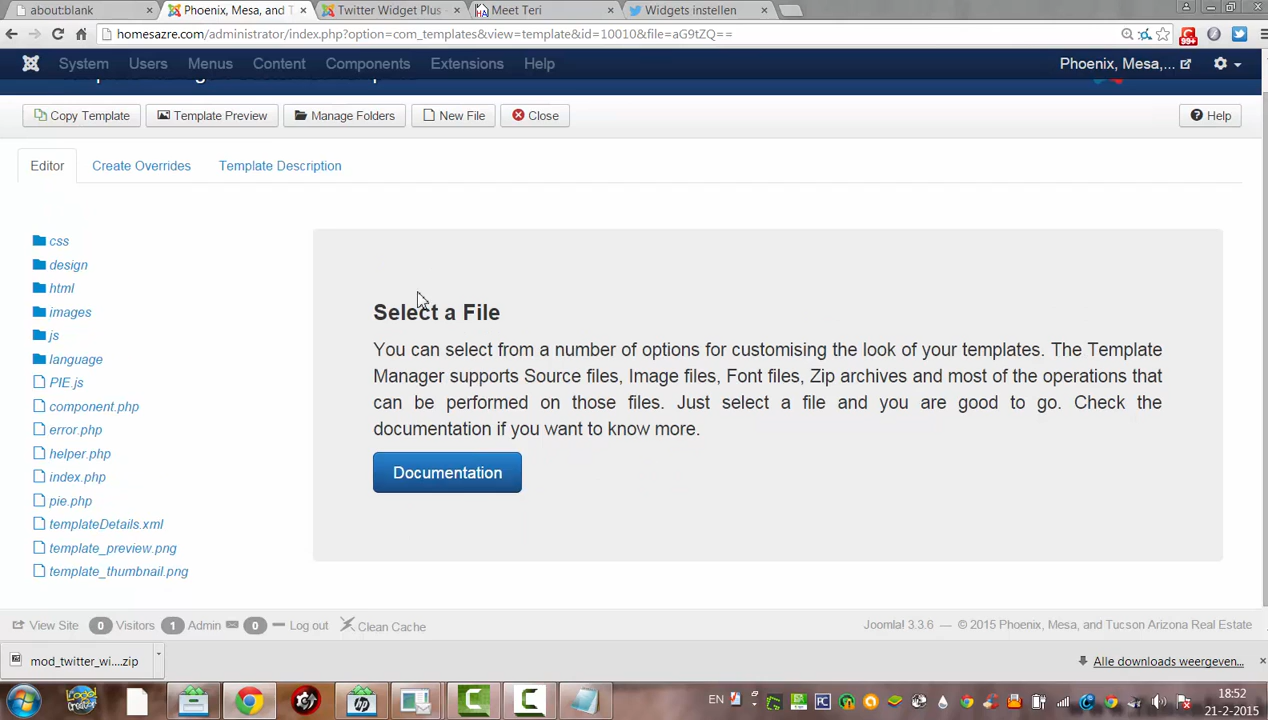 about:blank
Phoenix, Mesa, and T
Twitter Widget Plus
Meet Teri
Widgets instellen
homesazre.com/administrator/index.php?option=com_templates&view=template&id=10010&file=aG9tZQ==
99+
System Users Menus Content Components Extensions Help
Phoenix, Mesa,...
Copy Template
Template Preview
Manage Folders
New File
Close
Help
Editor Create Overrides Template Description
css
design
html
images
js
language
PIE.js
component.php
error.php
helper.php
index.php
pie.php
templateDetails.xml
template_preview.png
template_thumbnail.png
Select a File
You can select from a number of options for customising the look of your templates. The Template
Manager supports Source files, Image files, Font files, Zip archives and most of the operations that
can be performed on those files. Just select a file and you are good to go. Check the
documentation if you want to know more.
Documentation
View Site 0 Visitors 1 Admin 0 Log out Clean Cache
Joomla! 3.3.6 — © 2015 Phoenix, Mesa, and Tucson Arizona Real Estate
mod_twitter_wi....zip
Alle downloads weergeven...
EN
18:52
21-2-2015